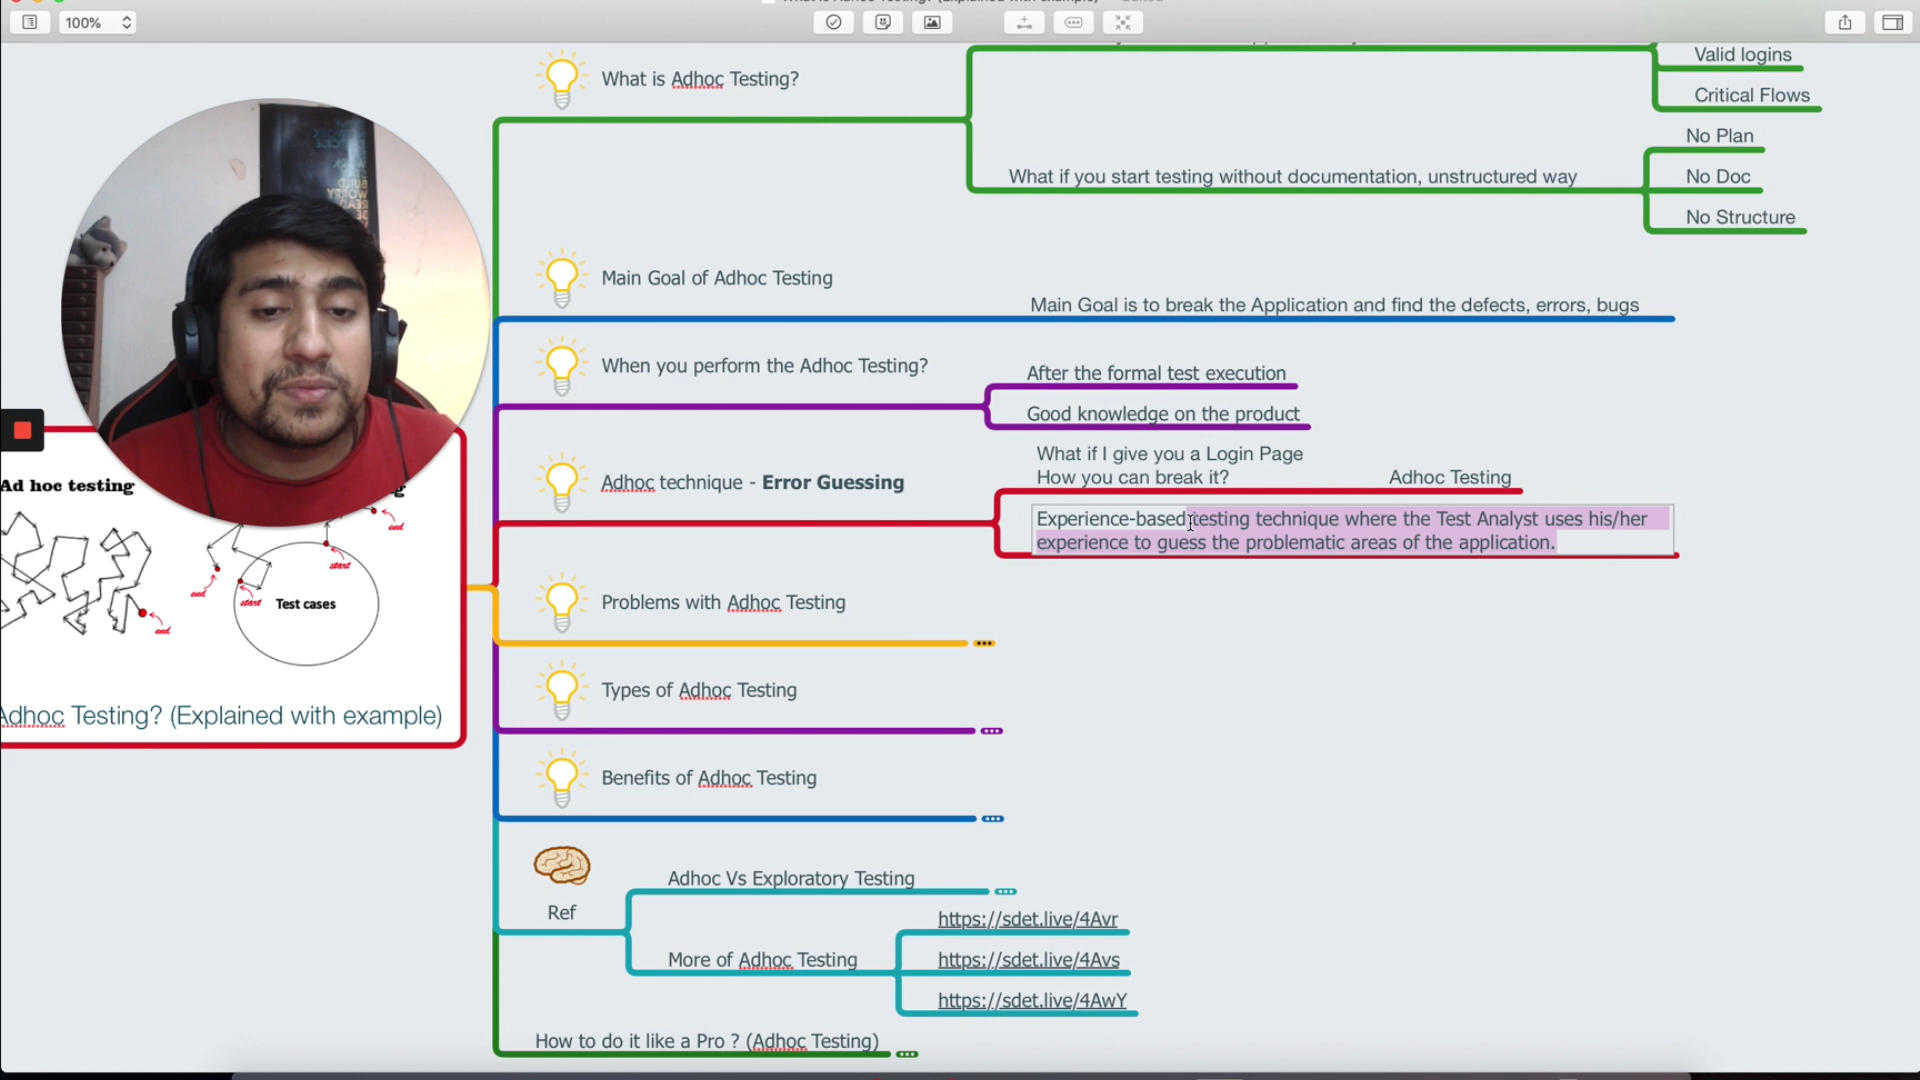 100%
What is Adhoc Testing?
Valid logins
Critical Flows
What if you start testing without documentation, unstructured way
No Plan
No Doc
No Structure
Main Goal of Adhoc Testing
Main Goal is to break the Application and find the defects, errors, bugs
When you perform the Adhoc Testing?
After the formal test execution
Good knowledge on the product
Adhoc technique - Error Guessing
What if I give you a Login Page
How you can break it?
Adhoc Testing
Experience-based testing technique where the Test Analyst uses his/her
experience to guess the problematic areas of the application.
Ad hoc testing
end
start
end
start
Test cases
end
Adhoc Testing? (Explained with example)
Problems with Adhoc Testing
Types of Adhoc Testing
Benefits of Adhoc Testing
Ref
Adhoc Vs Exploratory Testing
More of Adhoc Testing
https://sdet.live/4Avr
https://sdet.live/4Avs
https://sdet.live/4AwY
How to do it like a Pro ? (Adhoc Testing)